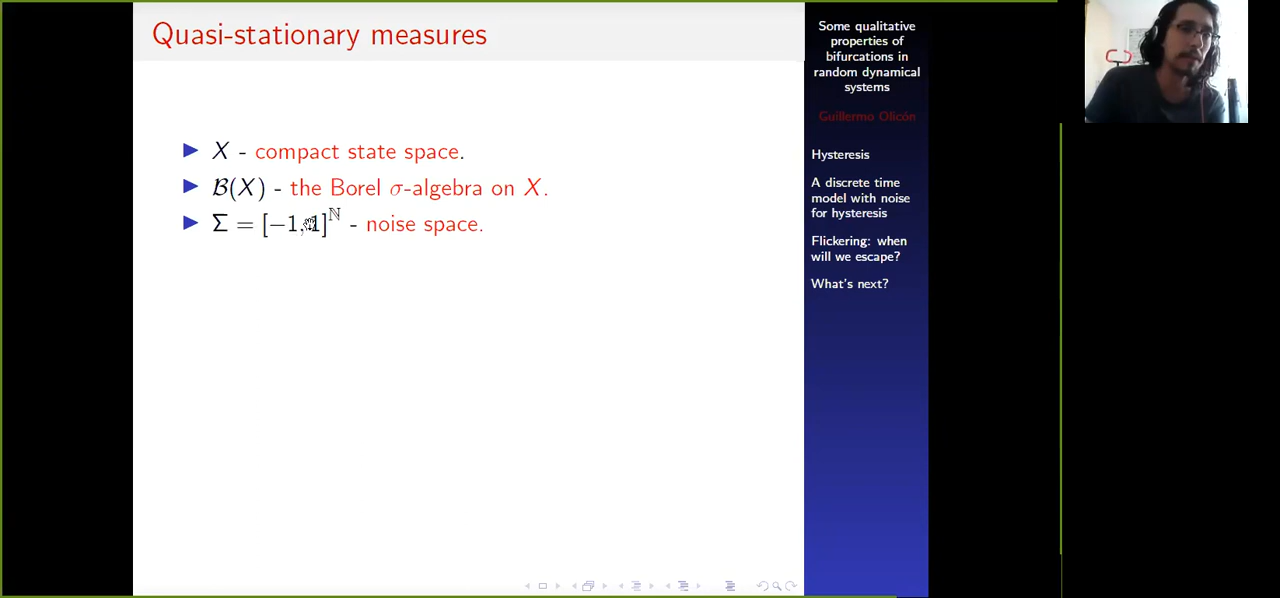 Quasi-stationary measures
X - compact state space.
B(X) - the Borel σ-algebra on X.
Σ = [−1, 1]^ℕ - noise space.
Some qualitative
properties of
bifurcations in
random dynamical
systems
Guillermo Olicón
Hysteresis
A discrete time
model with noise
for hysteresis
Flickering: when
will we escape?
What's next?